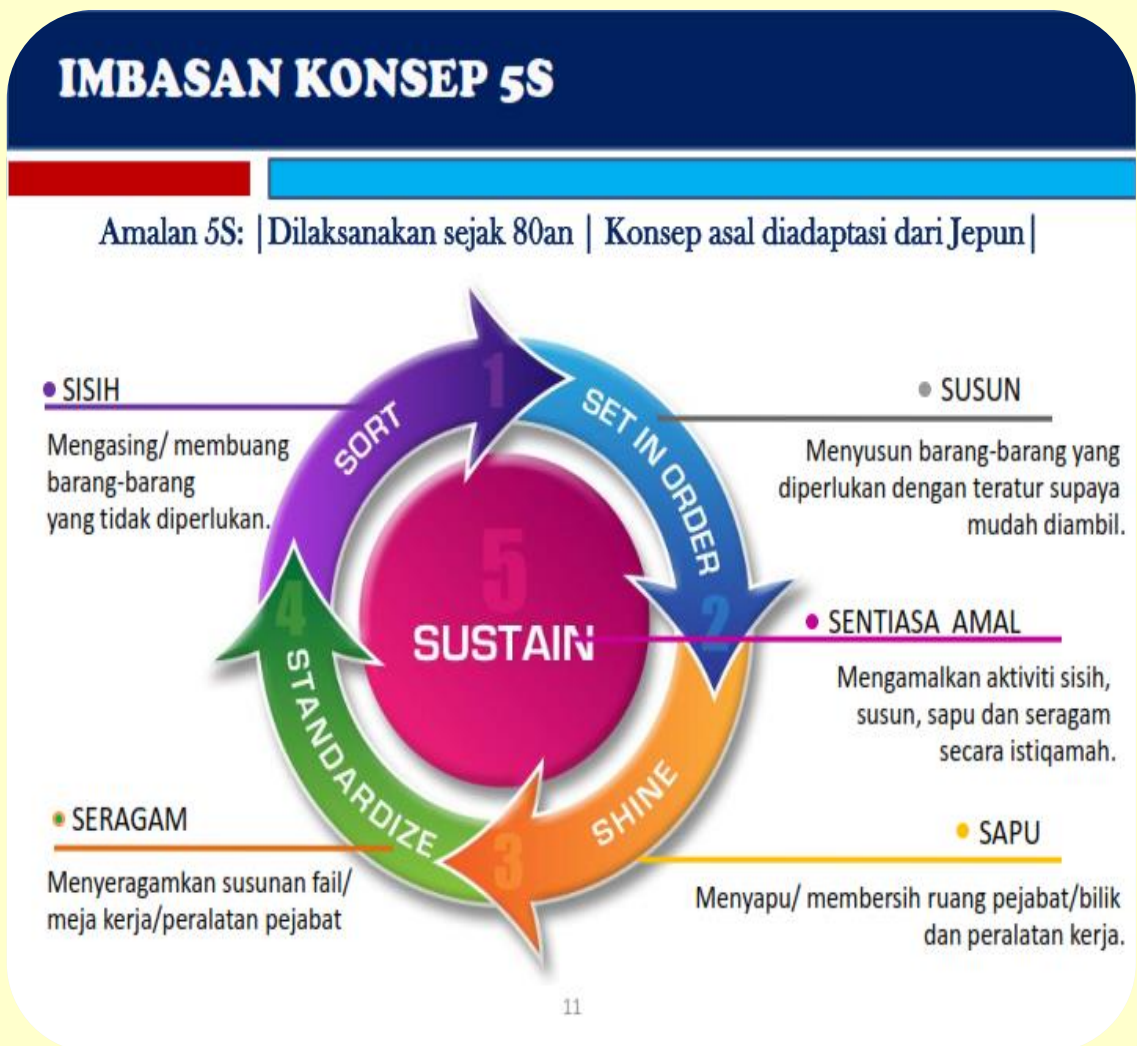 IMBASAN KONSEP 5S
Amalan 5S: |Dilaksanakan sejak 80an | Konsep asal diadaptasi dari Jepun|
• SISIH
Mengasing/ membuang
barang-barang
yang tidak diperlukan.
1
SORT
SET IN ORDER
2
• SUSUN
Menyusun barang-barang yang
diperlukan dengan teratur supaya
mudah diambil.
5
SUSTAIN
• SENTIASA AMAL
Mengamalkan aktiviti sisih,
susun, sapu dan seragam
secara istiqamah.
4
STANDARDIZE
3
SHINE
• SERAGAM
Menyeragamkan susunan fail/
meja kerja/peralatan pejabat
• SAPU
Menyapu/ membersih ruang pejabat/bilik
dan peralatan kerja.
11